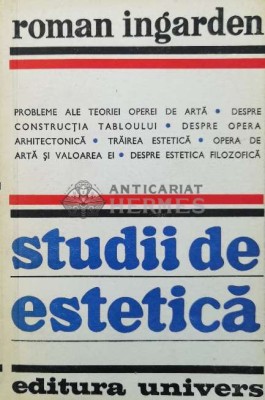 roman ingarden
PROBLEME ALE TEORIEI OPEREI DE ARTĂ • DESPRE
CONSTRUCȚIA TABLOULUI • DESPRE OPERA
ARHITECTONICĂ • TRĂIREA ESTETICĂ • OPERA DE
ARTĂ ȘI VALOAREA EI • DESPRE ESTETICA FILOZOFICĂ
ANTICARIAT
HERMES
studii de
estetică
editura univers